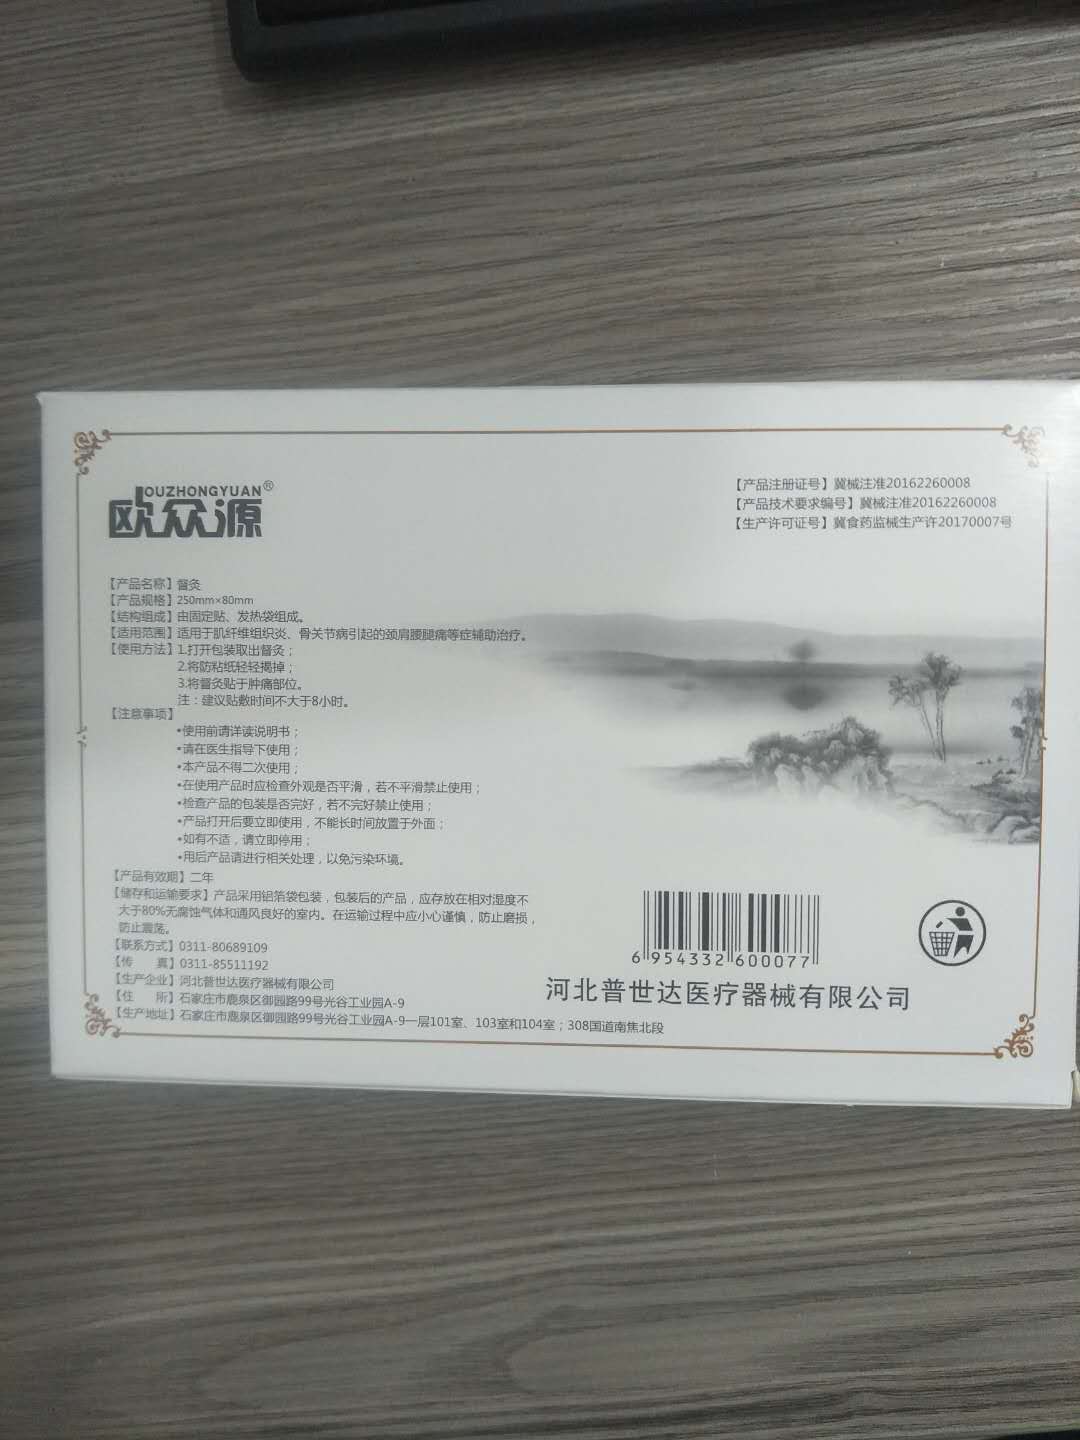 OUZHONGYUAN®
欧众源
【产品注册证号】冀械注准20162260008
【产品技术要求编号】冀械注准20162260008
【生产许可证号】冀食药监械生产许20170007号
【产品名称】督灸
【产品规格】250mm×80mm
【结构组成】由固定贴、发热袋组成。
【适用范围】适用于肌纤维组织炎、骨关节病引起的颈肩腰腿痛等症辅助治疗。
【使用方法】1.打开包装取出督灸；
2.将防粘纸轻轻揭掉；
3.将督灸贴于肿痛部位。
注：建议贴敷时间不大于8小时。
【注意事项】
•使用前请详读说明书；
•请在医生指导下使用；
•本产品不得二次使用；
•在使用产品时应检查外观是否平滑，若不平滑禁止使用；
•检查产品的包装是否完好，若不完好禁止使用；
•产品打开后要立即使用，不能长时间放置于外面；
•如有不适，请立即停用；
•用后产品请进行相关处理，以免污染环境。
【产品有效期】二年
【储存和运输要求】产品采用铝箔袋包装，包装后的产品，应存放在相对湿度不
大于80%无腐蚀气体和通风良好的室内。在运输过程中应小心谨慎，防止磨损，
防止震荡。
【联系方式】0311-80689109
【传　　真】0311-85511192
【生产企业】河北普世达医疗器械有限公司
【住　　所】石家庄市鹿泉区御园路99号光谷工业园A-9
【生产地址】石家庄市鹿泉区御园路99号光谷工业园A-9一层101室、103室和104室；308国道南焦北段
6 954332 600077
河北普世达医疗器械有限公司